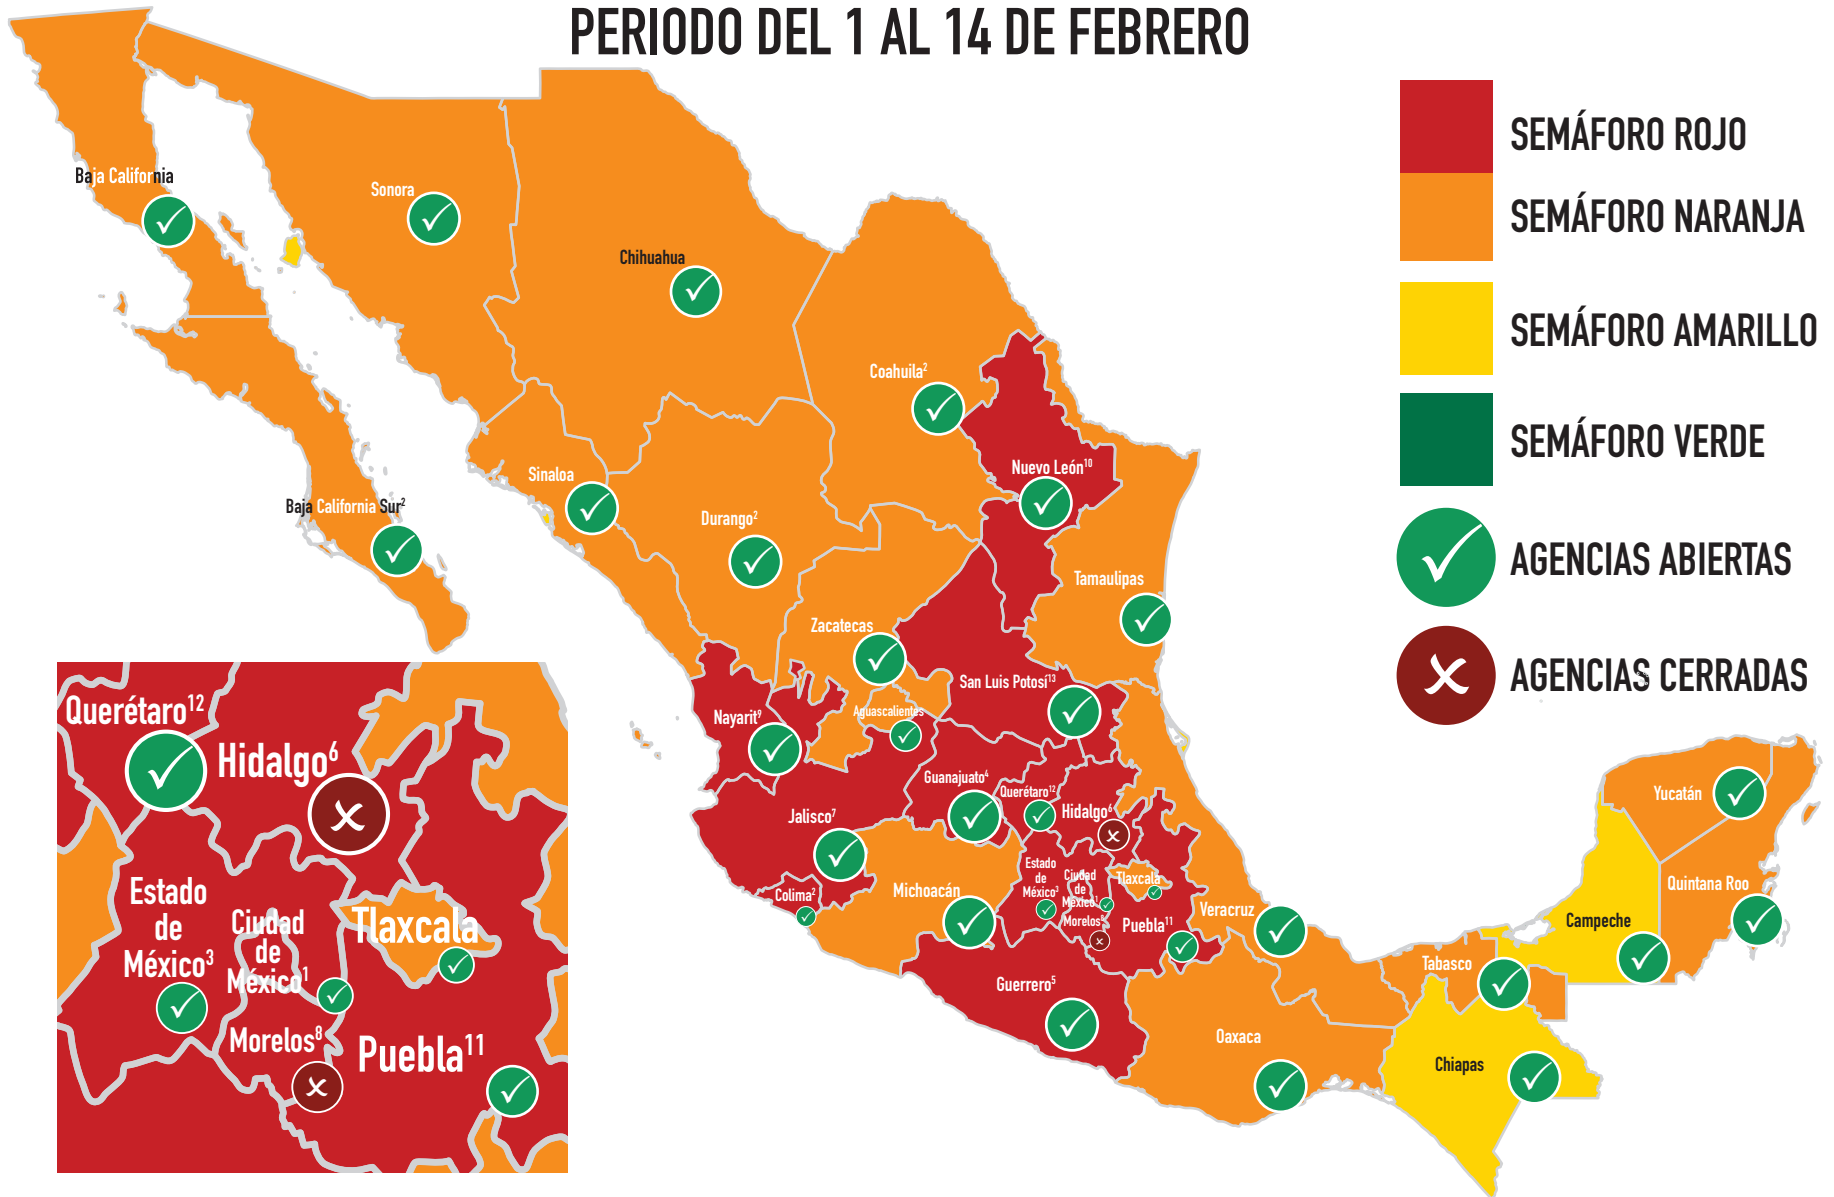 PERIODO DEL 1 AL 14 DE FEBRERO
SEMÁFORO ROJO
SEMÁFORO NARANJA
SEMÁFORO AMARILLO
SEMÁFORO VERDE
AGENCIAS ABIERTAS
AGENCIAS CERRADAS
Baja California
Sonora
Chihuahua
Coahuila²
Nuevo León¹⁰
Sinaloa
Baja California Sur²
Durango²
Tamaulipas
Zacatecas
San Luis Potosí¹³
Nayarit⁹
Aguascalientes
Guanajuato⁴
Querétaro¹²
Hidalgo⁶
Jalisco⁷
Estado
de
México³
Ciudad
de
México¹
Tlaxcala
Colima²
Michoacán
Morelos⁸
Puebla¹¹
Veracruz
Guerrero⁵
Oaxaca
Yucatán
Quintana Roo
Campeche
Tabasco
Chiapas
Querétaro¹²
Hidalgo⁶
Estado
de
México³
Ciudad
de
México¹
Tlaxcala
Morelos⁸
Puebla¹¹